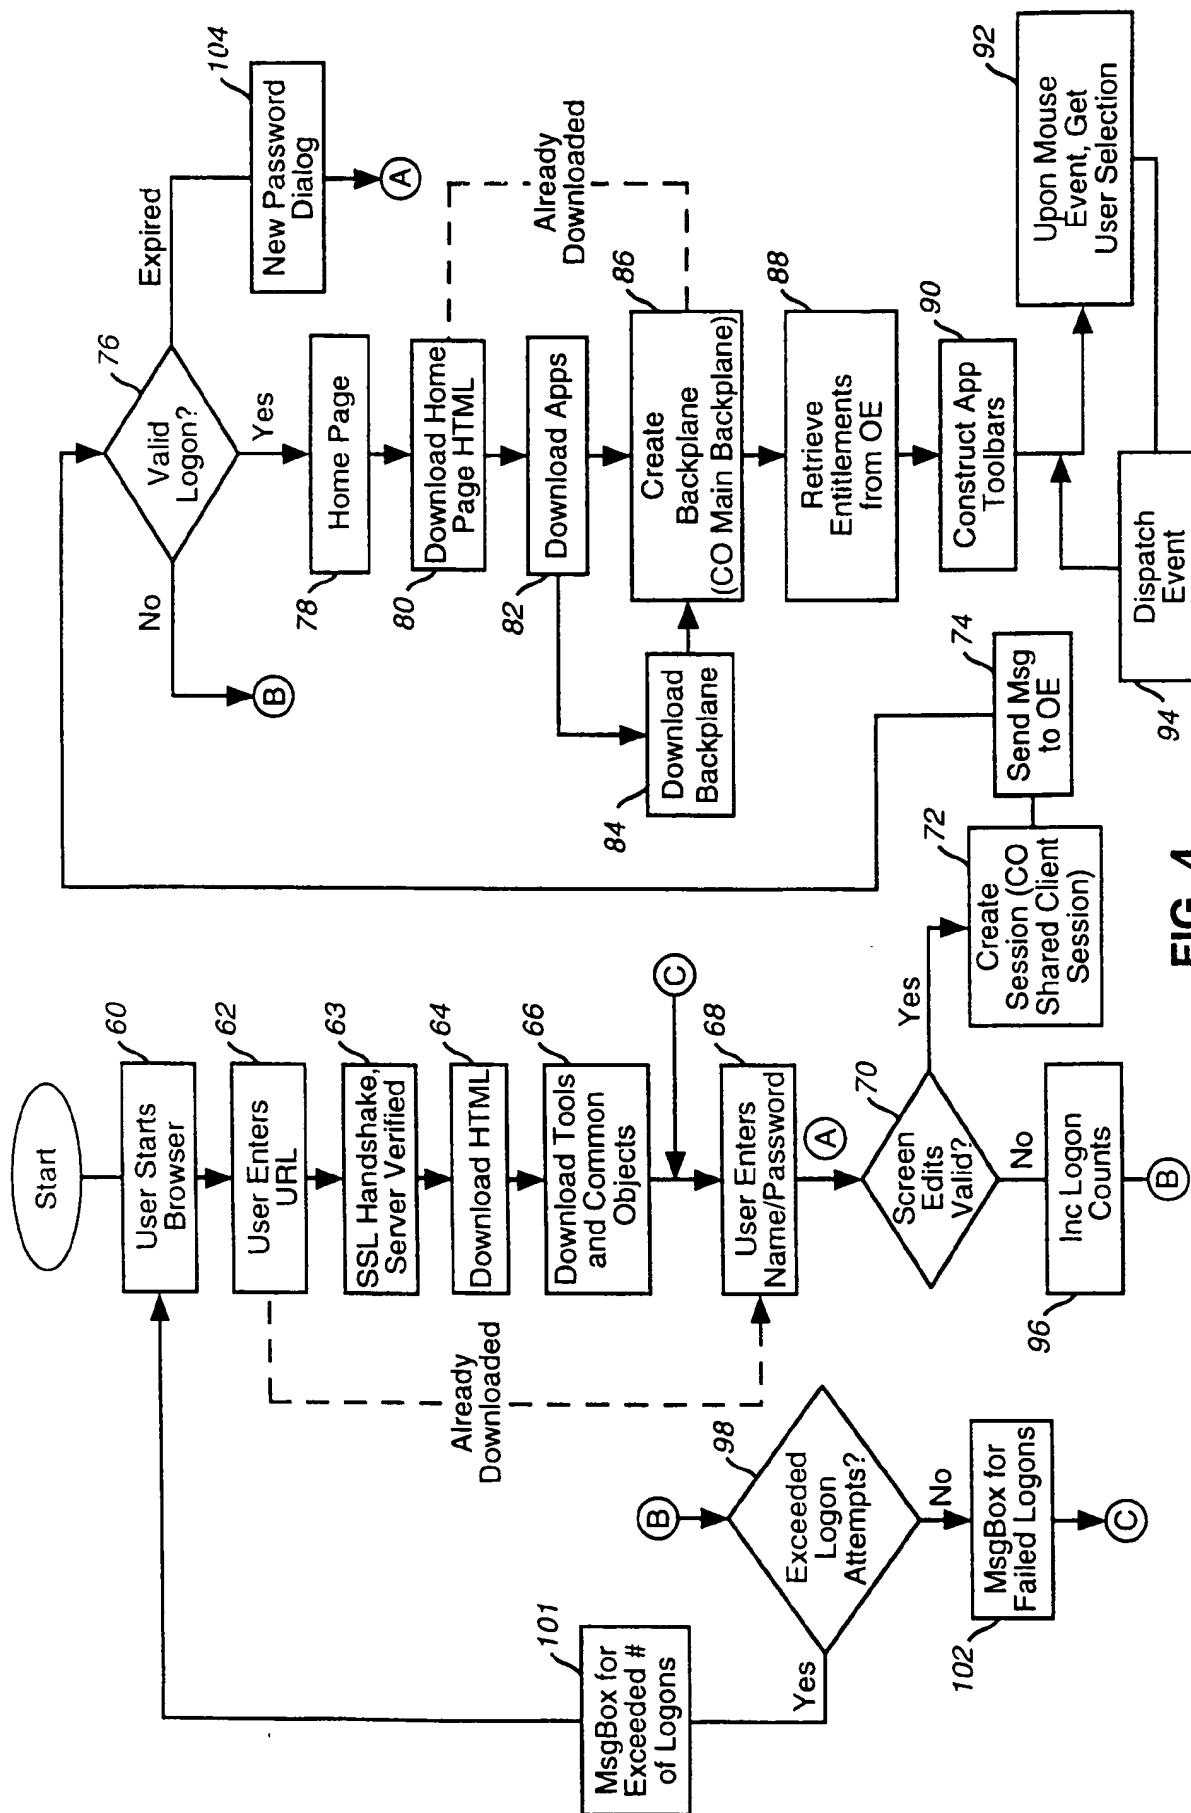 Start
60
User Starts
Browser
62
User Enters
URL
63
SSL Handshake,
Server Verified
64
Download HTML
66
Download Tools
and Common
Objects
C
68
User Enters
Name/Password
Already
Downloaded
A
70
Screen
Edits
Valid?
Yes
No
72
Create
Session (CO
Shared Client
Session)
74
Send Msg
to OE
96
Inc Logon
Counts
B
B
98
Exceeded
Logon
Attempts?
Yes
No
101
MsgBox for
Exceeded #
of Logons
102
MsgBox for
Failed Logons
C
76
Valid
Logon?
No
Yes
Expired
B
104
New Password
Dialog
A
78
Home Page
80
Download Home
Page HTML
Already
Downloaded
82
Download Apps
84
Download
Backplane
86
Create
Backplane
(CO Main Backplane)
88
Retrieve
Entitlements
from OE
90
Construct App
Toolbars
92
Upon Mouse
Event, Get
User Selection
94
Dispatch
Event
FIG. 4